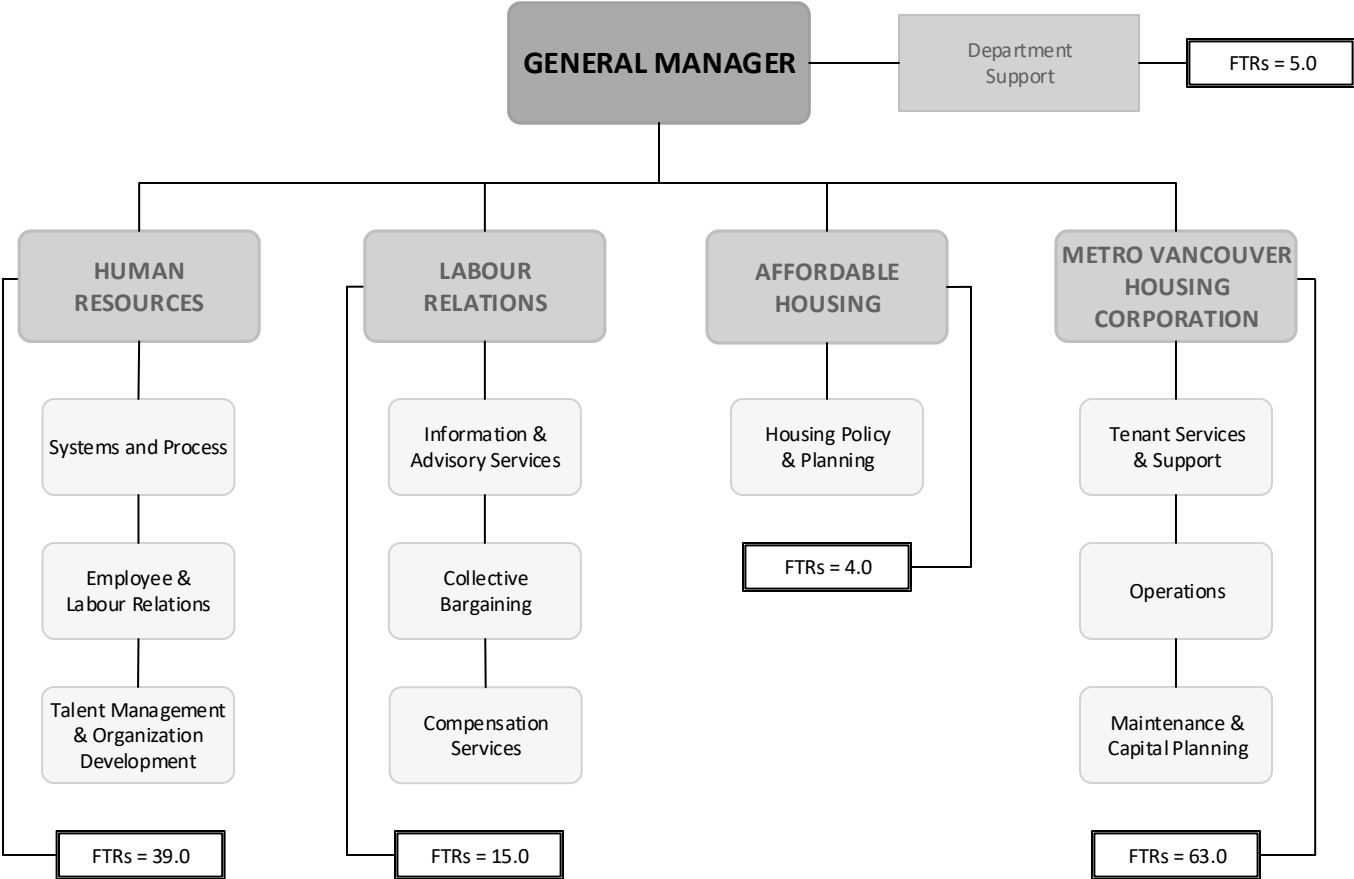 GENERAL MANAGER
Department
Support
FTRs = 5.0
HUMAN
RESOURCES
Systems and Process
Employee &
Labour Relations
Talent Management
& Organization
Development
FTRs = 39.0
LABOUR
RELATIONS
Information &
Advisory Services
Collective
Bargaining
Compensation
Services
FTRs = 15.0
AFFORDABLE
HOUSING
Housing Policy
& Planning
FTRs = 4.0
METRO VANCOUVER
HOUSING
CORPORATION
Tenant Services
& Support
Operations
Maintenance &
Capital Planning
FTRs = 63.0